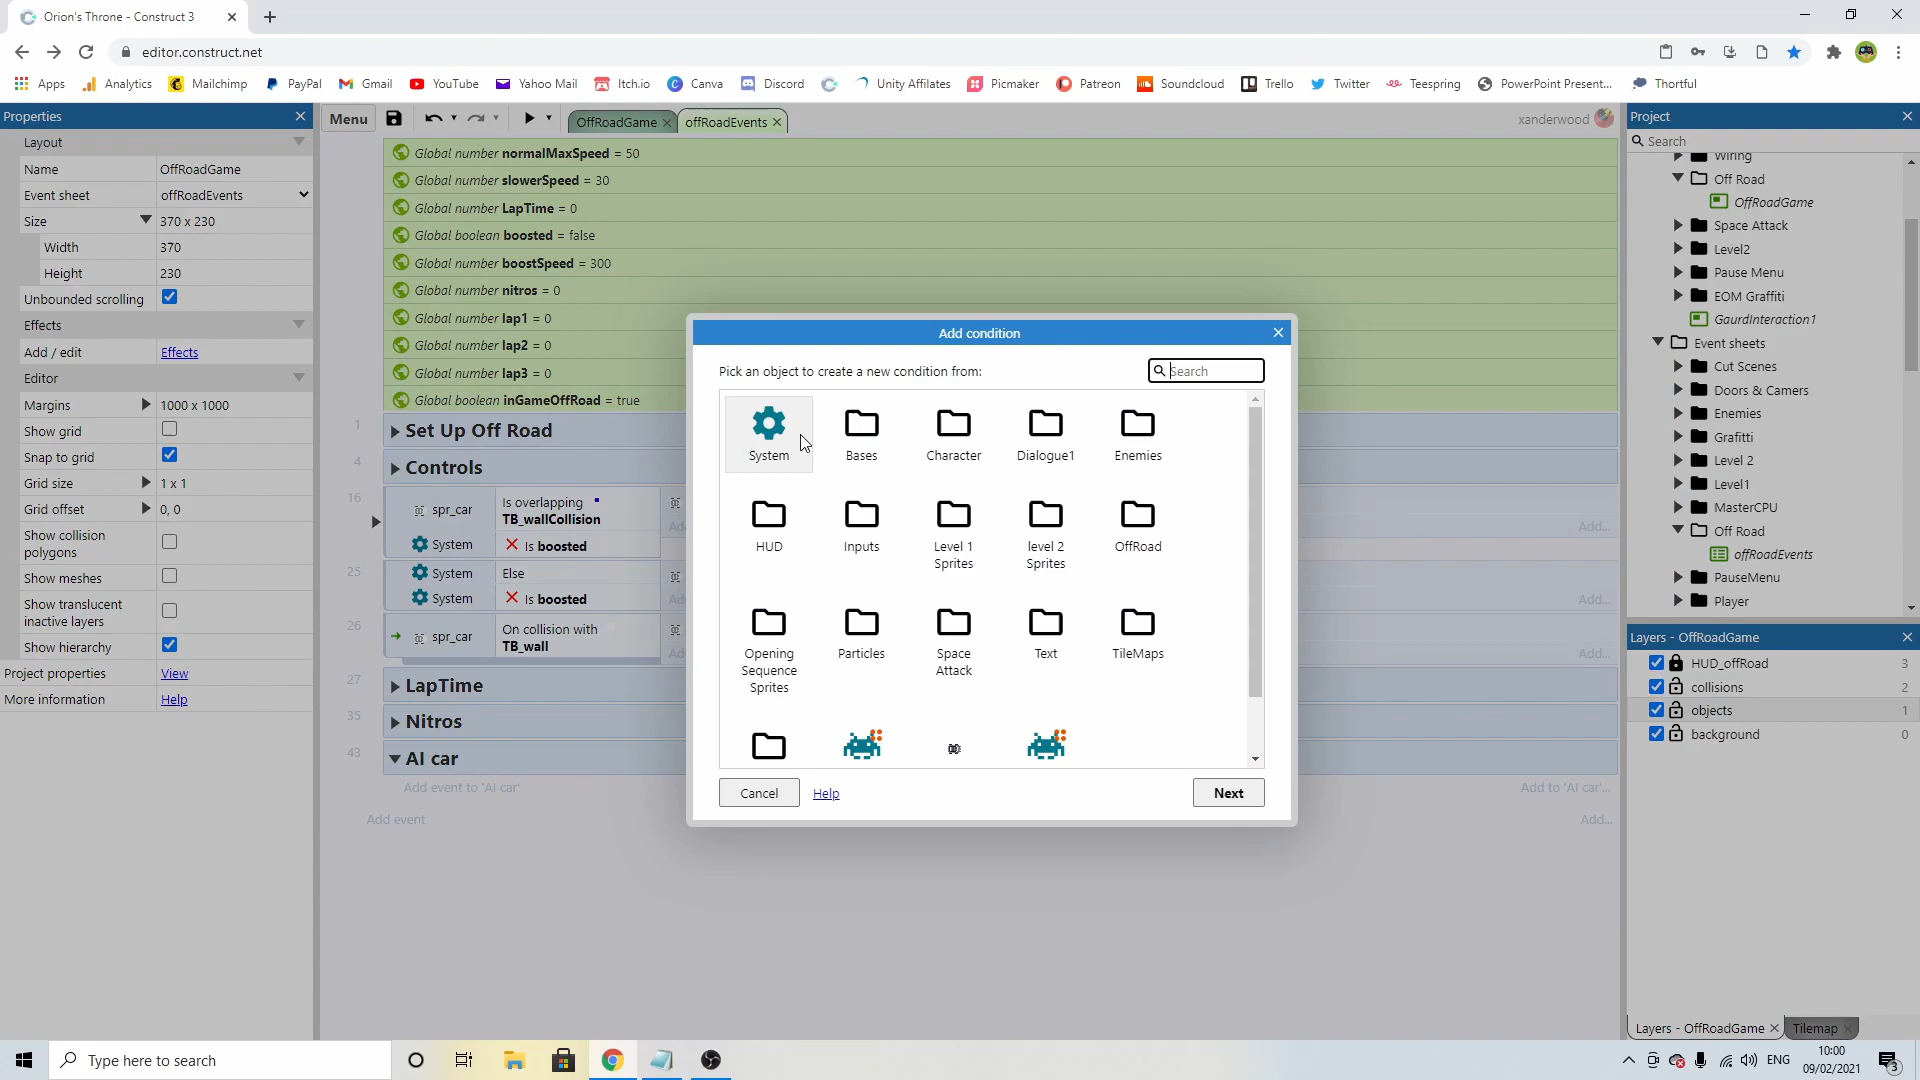 Orion's Throne - Construct 3
editor.construct.net
Apps Analytics Mailchimp PayPal Gmail YouTube Yahoo Mail Itch.io Canva Discord Unity Affilates Picmaker Patreon Soundcloud Trello Twitter Teespring PowerPoint Present... Thortful
Properties
Layout
Name OffRoadGame
Event sheet offRoadEvents
Size 370 x 230
Width 370
Height 230
Unbounded scrolling
Effects
Add / edit Effects
Editor
Margins 1000 x 1000
Show grid
Snap to grid
Grid size 1 x 1
Grid offset 0, 0
Show collision
polygons
Show meshes
Show translucent
inactive layers
Show hierarchy
Project properties View
More information Help
Menu
OffRoadGame
offRoadEvents
xanderwood
Global number normalMaxSpeed = 50
Global number slowerSpeed = 30
Global number LapTime = 0
Global boolean boosted = false
Global number boostSpeed = 300
Global number nitros = 0
Global number lap1 = 0
Global number lap2 = 0
Global number lap3 = 0
Global boolean inGameOffRoad = true
1 Set Up Off Road
4 Controls
16 spr_car Is overlapping
TB_wallCollision
Add...
System Is boosted
25 System Else
System Is boosted
Add...
26 spr_car On collision with
TB_wall
Add...
27 LapTime
35 Nitros
43 AI car
Add event to 'AI car'
Add to 'AI car'...
Add event
Add...
Add condition
Pick an object to create a new condition from:
Search
System Bases Character Dialogue1 Enemies
HUD Inputs Level 1
Sprites level 2
Sprites OffRoad
Opening
Sequence
Sprites Particles Space
Attack Text TileMaps
Cancel Help Next
Project
Search
Wiring
Off Road
OffRoadGame
Space Attack
Level2
Pause Menu
EOM Graffiti
GaurdInteraction1
Event sheets
Cut Scenes
Doors & Camera
Enemies
Grafitti
Level 2
Level1
MasterCPU
Off Road
offRoadEvents
PauseMenu
Player
Layers - OffRoadGame
HUD_offRoad 3
collisions 2
objects 1
background 0
Layers - OffRoadGame
Tilemap
Type here to search
ENG
10:00
09/02/2021
3